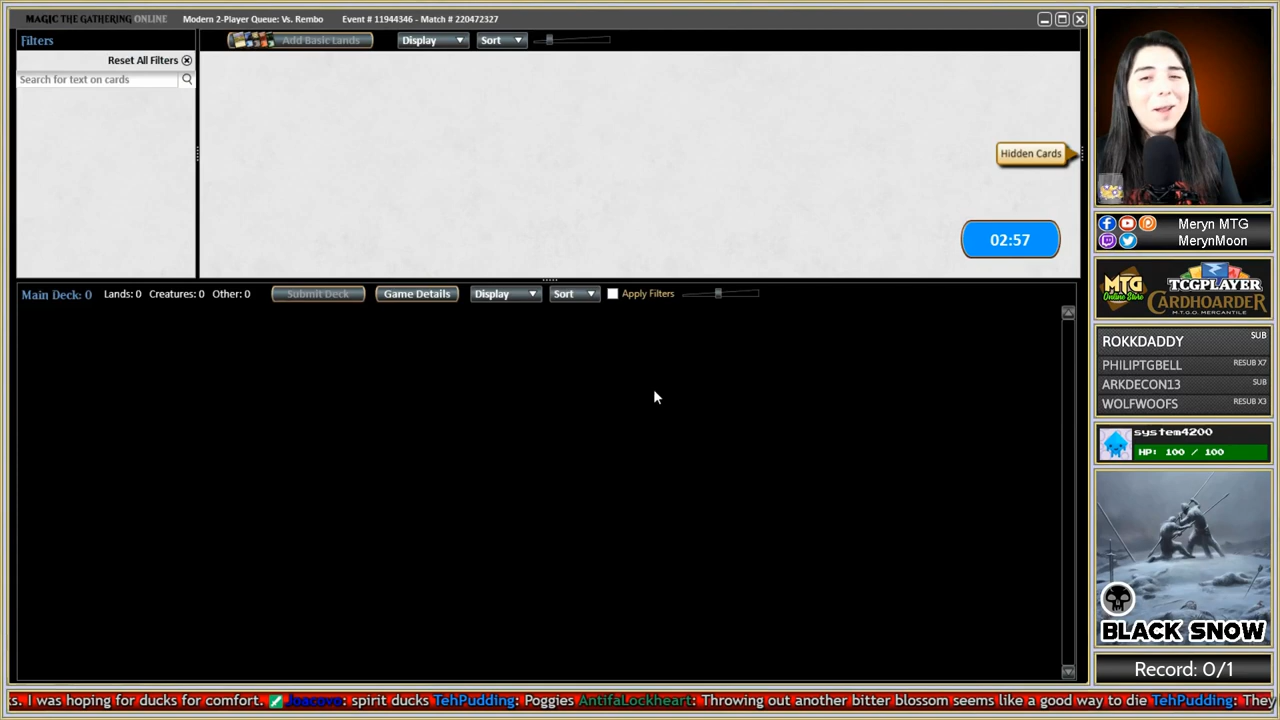 MAGIC THE GATHERING ONLINE Modern 2-Player Queue: Vs. Rembo Event # 11944346 - Match # 220472327
Filters
Add Basic Lands Display Sort
Reset All Filters
Search for text on cards
Hidden Cards
02:57
Main Deck: 0 Lands: 0 Creatures: 0 Other: 0 Submit Deck Game Details Display Sort Apply Filters
Meryn MTG
MerynMoon
MTG
Online Store
TCGPLAYER
CARDHOARDER
M.T.G.O. MERCANTILE
ROKKDADDY SUB
PHILIPTGBELL RESUB X7
ARKDECON13 SUB
WOLFWOOFS RESUB X3
system4200
HP: 100 / 100
BLACK SNOW
Record: 0/1
s. I was hoping for ducks for comfort. Joacovo: spirit ducks TehPudding: Poggies AntifaLockheart: Throwing out another bitter blossom seems like a good way to die TehPudding: They